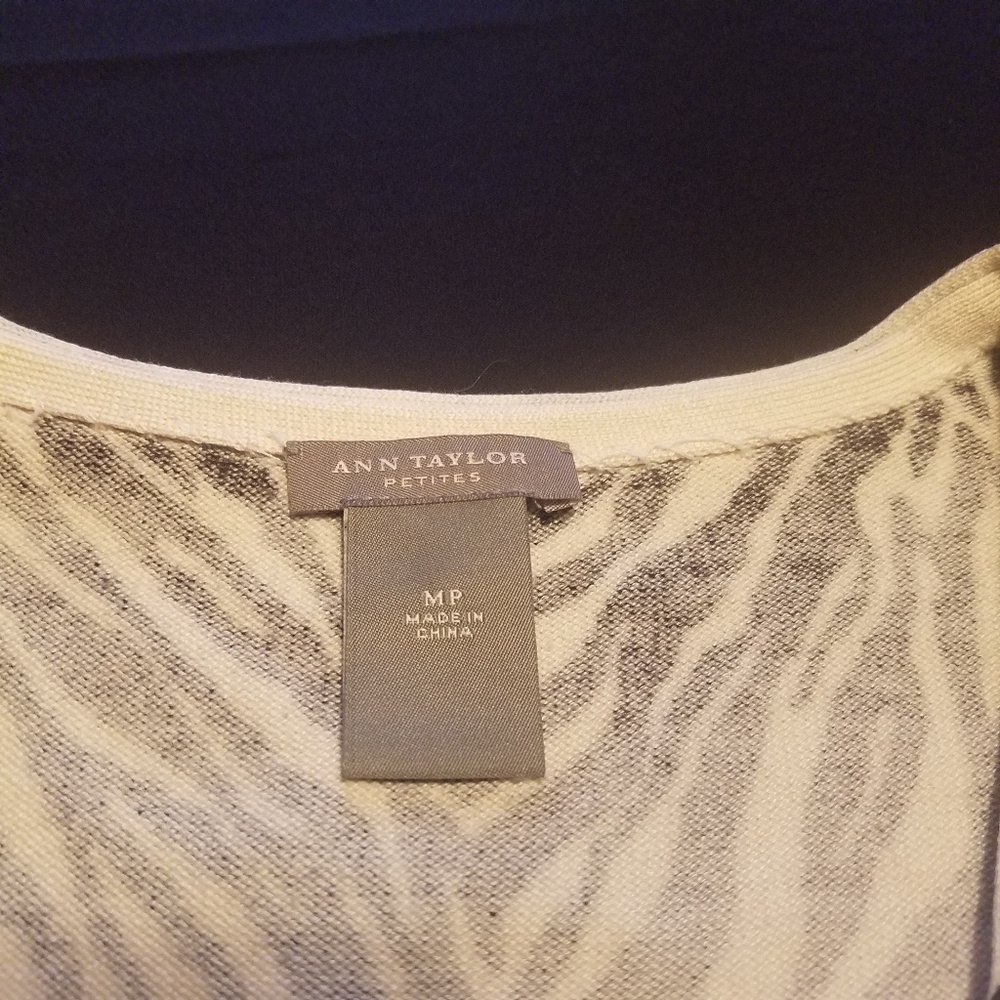 ANN TAYLOR
PETITES
MP
MADE IN
CHINA